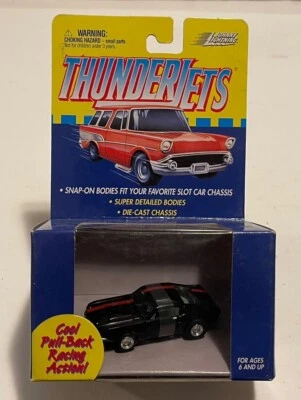 WARNING:
CHOKING HAZARD - small parts
Not for children under 3 years.
JOHNNY
LIGHTNING
THUNDERJETS
• SNAP-ON BODIES FIT YOUR FAVORITE SLOT CAR CHASSIS
• SUPER DETAILED BODIES
• DIE-CAST CHASSIS
Cool
Pull-Back
Racing
Action!
FOR AGES
6 AND UP